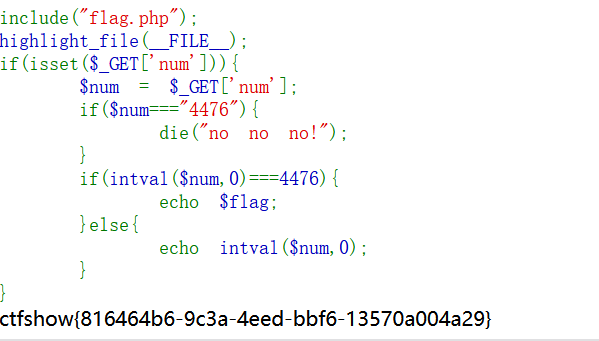 include("flag.php");
highlight_file(__FILE__);
if(isset($_GET['num'])){
        $num  =  $_GET['num'];
        if($num==="4476"){
                die("no  no  no!");
        }
        if(intval($num,0)===4476){
                echo  $flag;
        }else{
                echo  intval($num,0);
        }
}
ctfshow{816464b6-9c3a-4eed-bbf6-13570a004a29}